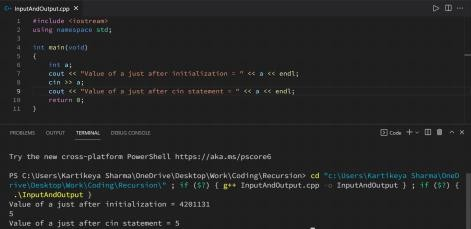 InputAndOutput.cpp
1 #include <iostream>
2 using namespace std;
3
4 int main(void)
5 {
6 int a;
7 cout << "Value of a just after initialization = " << a << endl;
8 cin >> a;
9 cout << "Value of a just after cin statement = " << a << endl;
10 return 0;
11 }
PROBLEMS OUTPUT TERMINAL DEBUG CONSOLE Code
Try the new cross-platform PowerShell https://aka.ms/pscore6
PS C:\Users\Kartikeya Sharma\OneDrive\Desktop\Work\Coding\Recursion> cd "c:\Users\Kartikeya Sharma\OneD
rive\Desktop\Work\Coding\Recursion\" ; if ($?) { g++ InputAndOutput.cpp -o InputAndOutput } ; if ($?) {
.\InputAndOutput }
Value of a just after initialization = 4201131
5
Value of a just after cin statement = 5